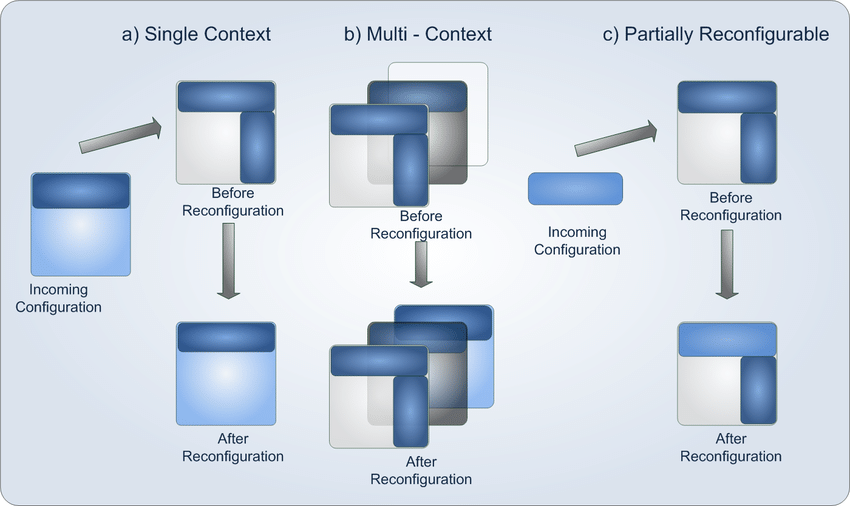 a) Single Context
Before
Reconfiguration
Incoming
Configuration
After
Reconfiguration
b) Multi - Context
Before
Reconfiguration
After
Reconfiguration
c) Partially Reconfigurable
Incoming
Configuration
Before
Reconfiguration
After
Reconfiguration